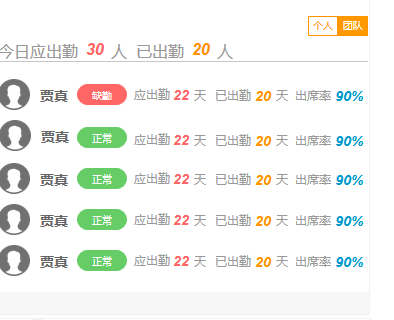 个人 团队
今日应出勤 30 人 已出勤 20 人
贾真 缺勤 应出勤 22 天 已出勤 20 天 出席率 90%
贾真 正常 应出勤 22 天 已出勤 20 天 出席率 90%
贾真 正常 应出勤 22 天 已出勤 20 天 出席率 90%
贾真 正常 应出勤 22 天 已出勤 20 天 出席率 90%
贾真 正常 应出勤 22 天 已出勤 20 天 出席率 90%